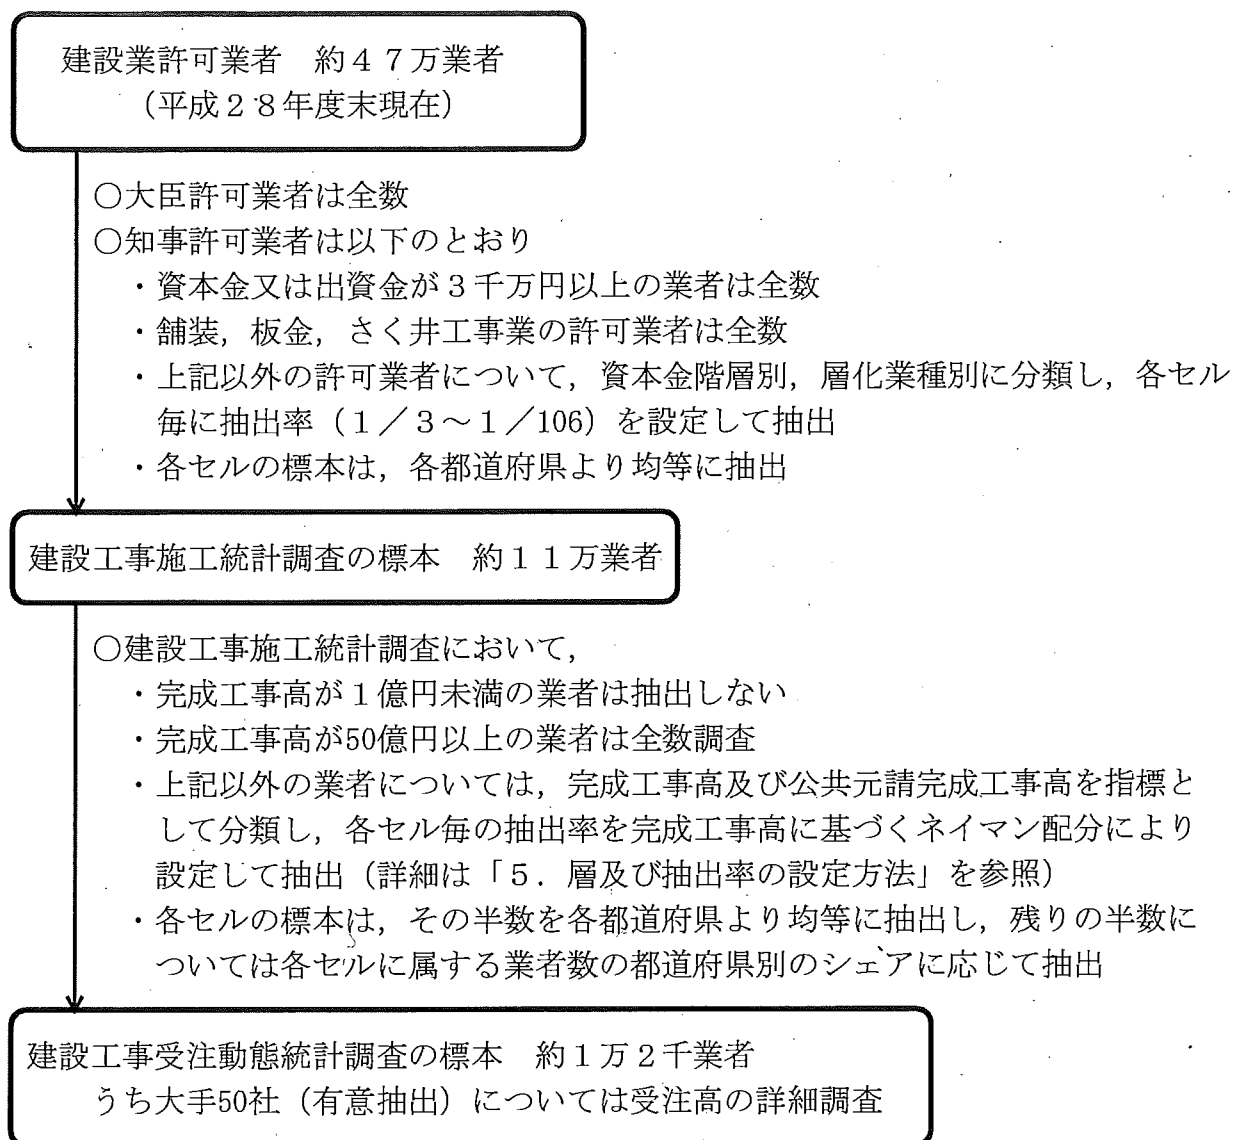 建設業許可業者　約４７万業者
（平成２８年度末現在）
○大臣許可業者は全数
○知事許可業者は以下のとおり
・資本金又は出資金が３千万円以上の業者は全数
・舗装，板金，さく井工事業の許可業者は全数
・上記以外の許可業者について，資本金階層別，層化業種別に分類し，各セル
毎に抽出率（１／３～１／106）を設定して抽出
・各セルの標本は，各都道府県より均等に抽出
建設工事施工統計調査の標本　約１１万業者
○建設工事施工統計調査において，
・完成工事高が１億円未満の業者は抽出しない
・完成工事高が50億円以上の業者は全数調査
・上記以外の業者については，完成工事高及び公共元請完成工事高を指標と
して分類し，各セル毎の抽出率を完成工事高に基づくネイマン配分により
設定して抽出（詳細は「５．層及び抽出率の設定方法」を参照）
・各セルの標本は，その半数を各都道府県より均等に抽出し，残りの半数に
ついては各セルに属する業者数の都道府県別のシェアに応じて抽出
建設工事受注動態統計調査の標本　約１万２千業者
うち大手50社（有意抽出）については受注高の詳細調査